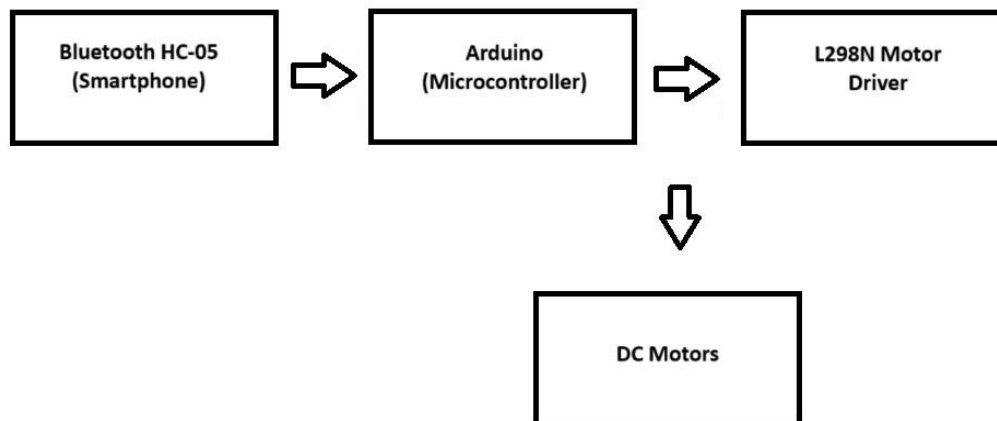 Bluetooth HC-05
(Smartphone)
Arduino
(Microcontroller)
L298N Motor
Driver
DC Motors